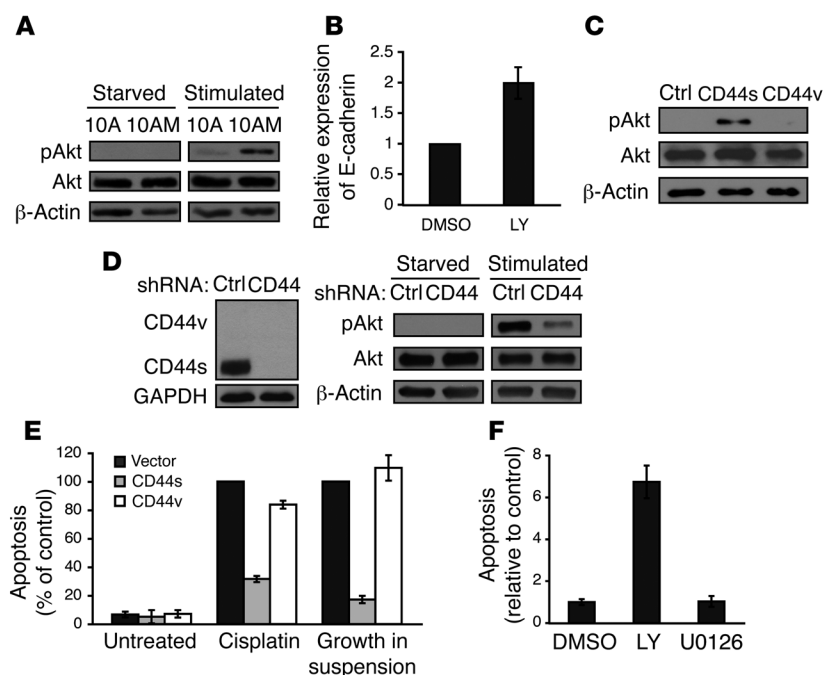 A
Starved Stimulated
10A 10AM 10A 10AM
pAkt
Akt
β-Actin
B
Relative expression
of E-cadherin
2.5
2
1.5
1
0.5
0
DMSO LY
C
Ctrl CD44s CD44v
pAkt
Akt
β-Actin
D
shRNA: Ctrl CD44
CD44v
CD44s
GAPDH
Starved Stimulated
shRNA: Ctrl CD44 Ctrl CD44
pAkt
Akt
β-Actin
E
Apoptosis
(% of control)
120
100
80
60
40
20
0
Vector
CD44s
CD44v
Untreated Cisplatin Growth in
suspension
F
Apoptosis
(relative to control)
8
6
4
2
0
DMSO LY U0126